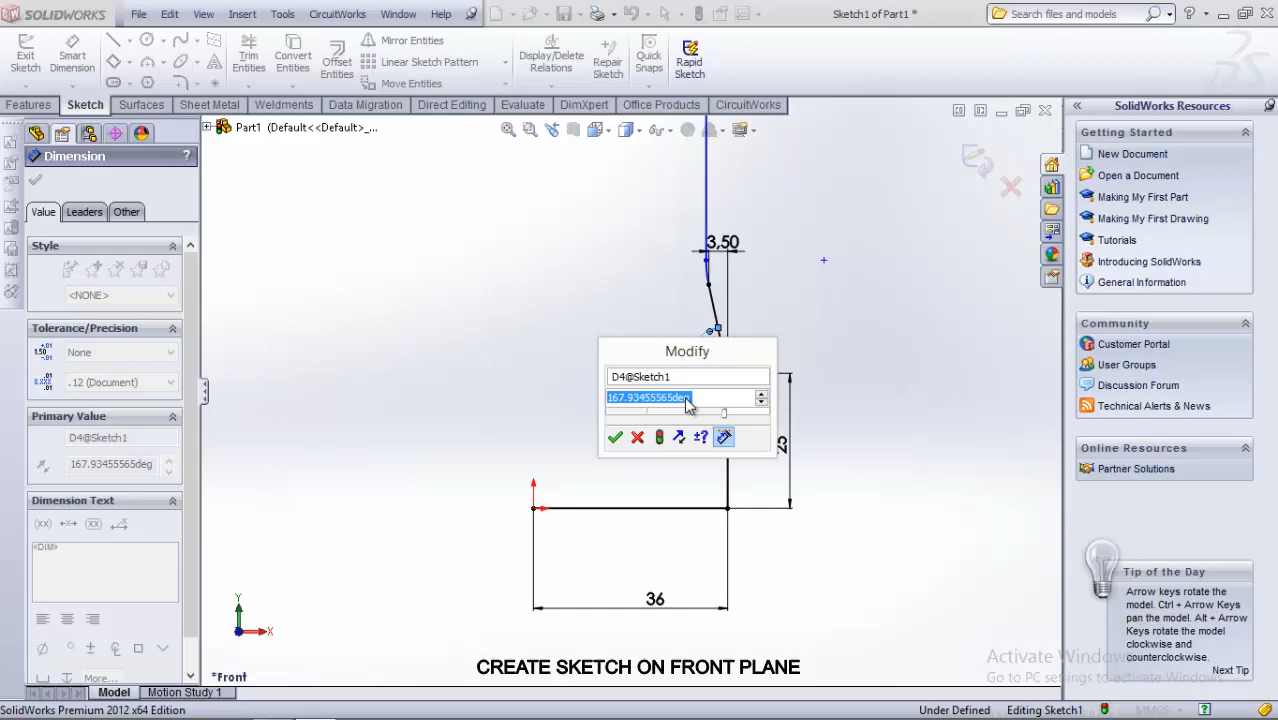 SOLIDWORKS
File Edit View Insert Tools CircuitWorks Window Help
Sketch1 of Part1 *
Search files and models
Exit Sketch
Smart Dimension
Trim Entities
Convert Entities
Offset Entities
Mirror Entities
Linear Sketch Pattern
Move Entities
Display/Delete Relations
Repair Sketch
Quick Snaps
Rapid Sketch
Features Sketch Surfaces Sheet Metal Weldments Data Migration Direct Editing Evaluate DimXpert Office Products CircuitWorks
Part1 (Default<<Default>_...
Dimension ?
Value Leaders Other
Style
<NONE>
Tolerance/Precision
None
.12 (Document)
Primary Value
D4@Sketch1
167.93455565deg
Dimension Text
<DIM>
More...
3,50
Modify
D4@Sketch1
167.93455565deg
25
36
Y
X
*Front
CREATE SKETCH ON FRONT PLANE
SolidWorks Resources
Getting Started
New Document
Open a Document
Making My First Part
Making My First Drawing
Tutorials
Introducing SolidWorks
General Information
Community
Customer Portal
User Groups
Discussion Forum
Technical Alerts & News
Online Resources
Partner Solutions
Tip of the Day
Arrow keys rotate the
model. Ctrl + Arrow Keys
pan the model. Alt + Arrow
Keys rotate the model
clockwise and
counterclockwise.
Next Tip
Activate Windows
Go to PC settings to activate Windows.
Model Motion Study 1
SolidWorks Premium 2012 x64 Edition
Under Defined
Editing Sketch1
MMGS